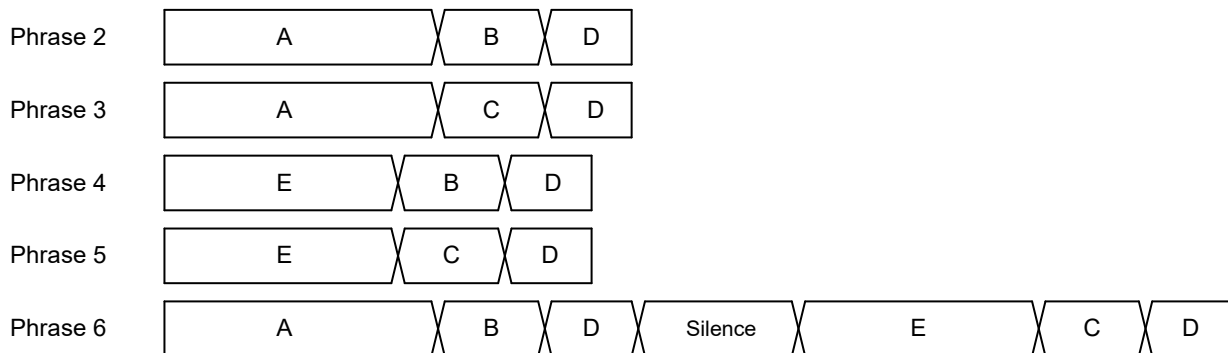 Phrase 2 A B D
Phrase 3 A C D
Phrase 4 E B D
Phrase 5 E C D
Phrase 6 A B D Silence E C D